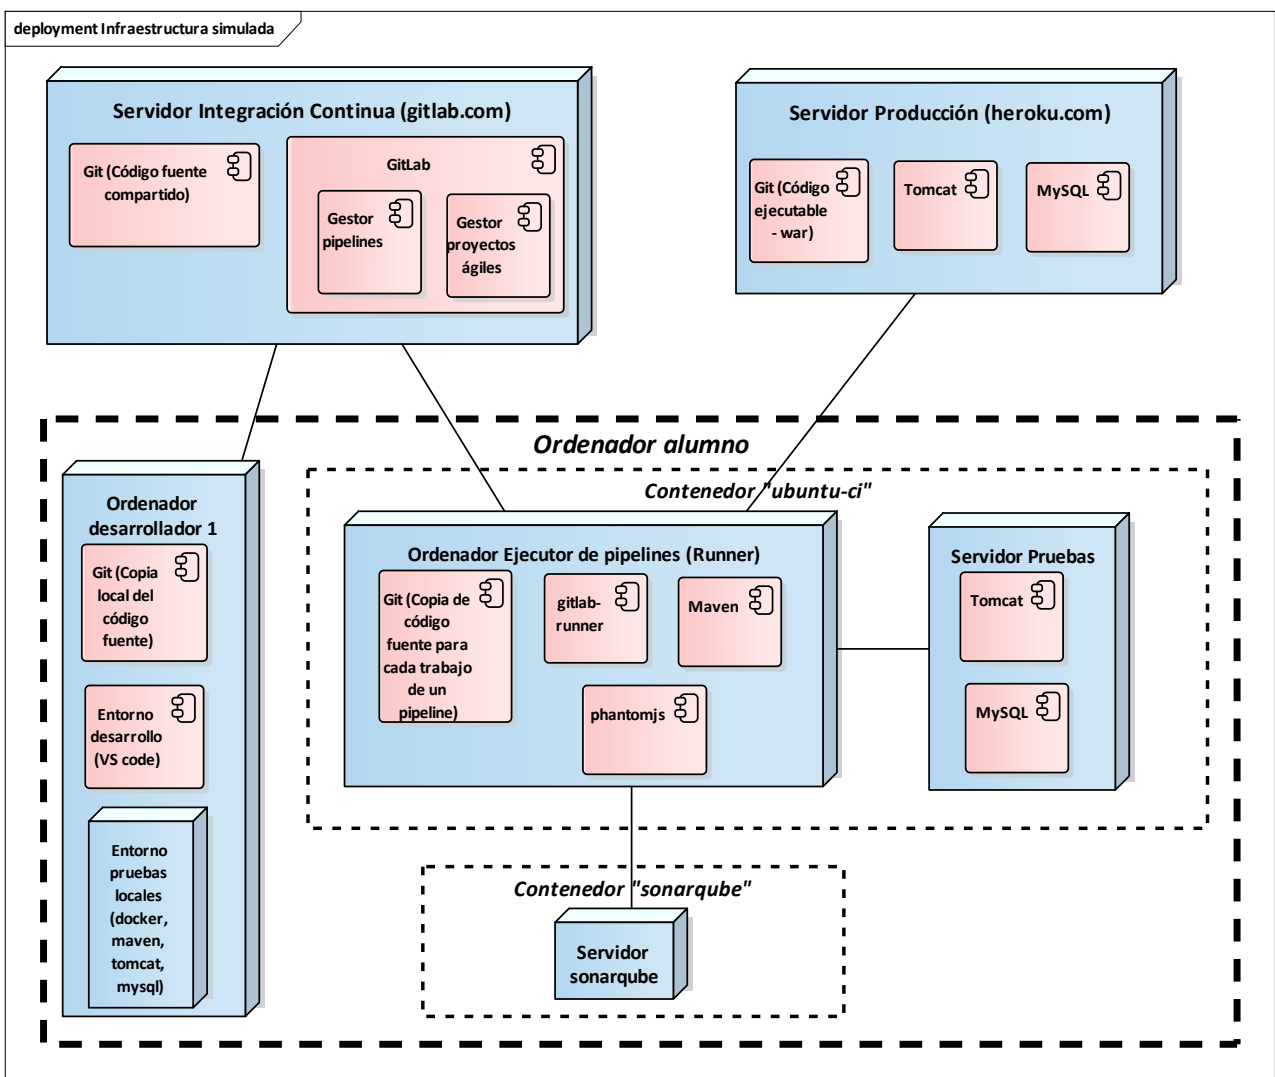 deployment Infraestructura simulada
Servidor Integración Continua (gitlab.com)
Git (Código fuente
compartido)
GitLab
Gestor
pipelines
Gestor
proyectos
ágiles
Servidor Producción (heroku.com)
Git (Código
ejecutable
- war)
Tomcat
MySQL
Ordenador alumno
Ordenador
desarrollador 1
Git (Copia
local del
código
fuente)
Entorno
desarrollo
(VS code)
Entorno
pruebas
locales
(docker,
maven,
tomcat,
mysql)
Contenedor "ubuntu-ci"
Ordenador Ejecutor de pipelines (Runner)
Git (Copia de
código
fuente para
cada trabajo
de un
pipeline)
gitlab-
runner
Maven
phantomjs
Servidor Pruebas
Tomcat
MySQL
Contenedor "sonarqube"
Servidor
sonarqube